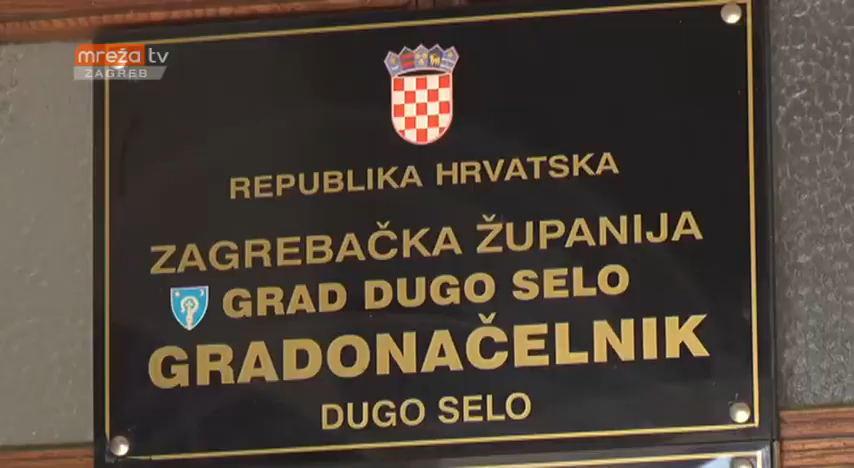 mreža tv
ZAGREB
REPUBLIKA HRVATSKA
ZAGREBAČKA ŽUPANIJA
GRAD DUGO SELO
GRADONAČELNIK
DUGO SELO